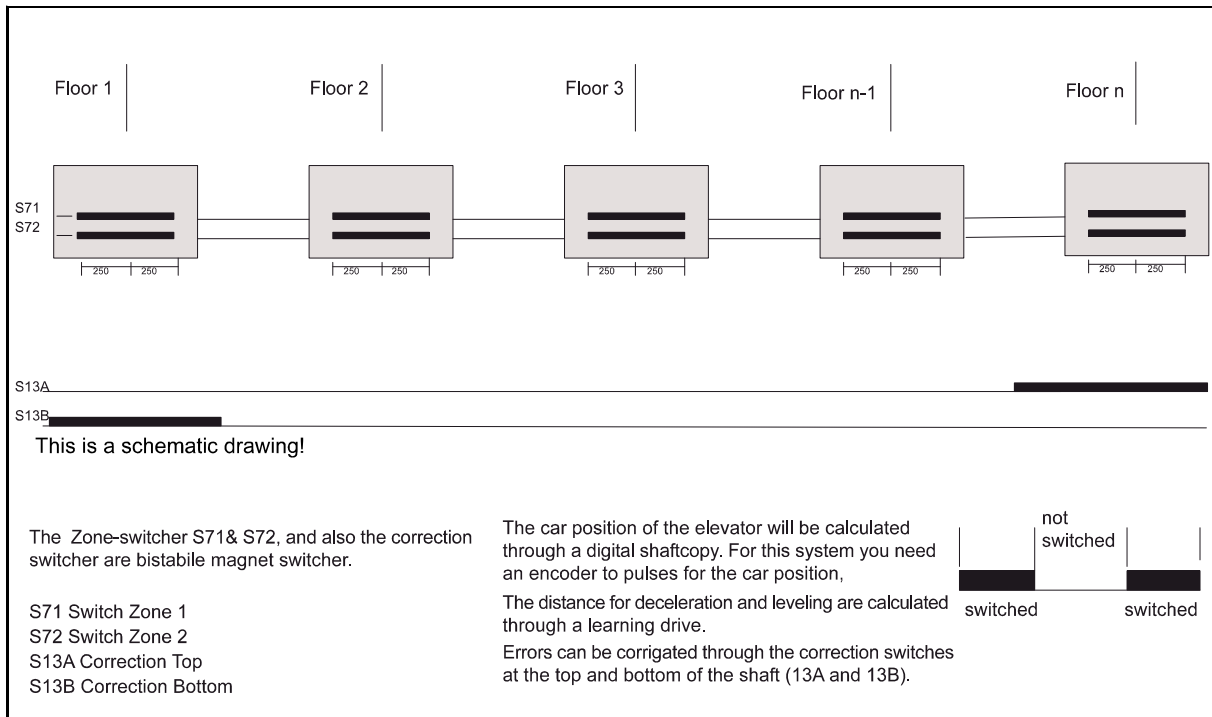 Floor 1
Floor 2
Floor 3
Floor n-1
Floor n
S71
S72
250 250
250 250
250 250
250 250
250 250
S13A
S13B
This is a schematic drawing!
The Zone-switcher S71& S72, and also the correction
switcher are bistabile magnet switcher.
S71 Switch Zone 1
S72 Switch Zone 2
S13A Correction Top
S13B Correction Bottom
The car position of the elevator will be calculated
through a digital shaftcopy. For this system you need
an encoder to pulses for the car position,
The distance for deceleration and leveling are calculated
through a learning drive.
Errors can be corrigated through the correction switches
at the top and bottom of the shaft (13A and 13B).
not
switched
switched
switched